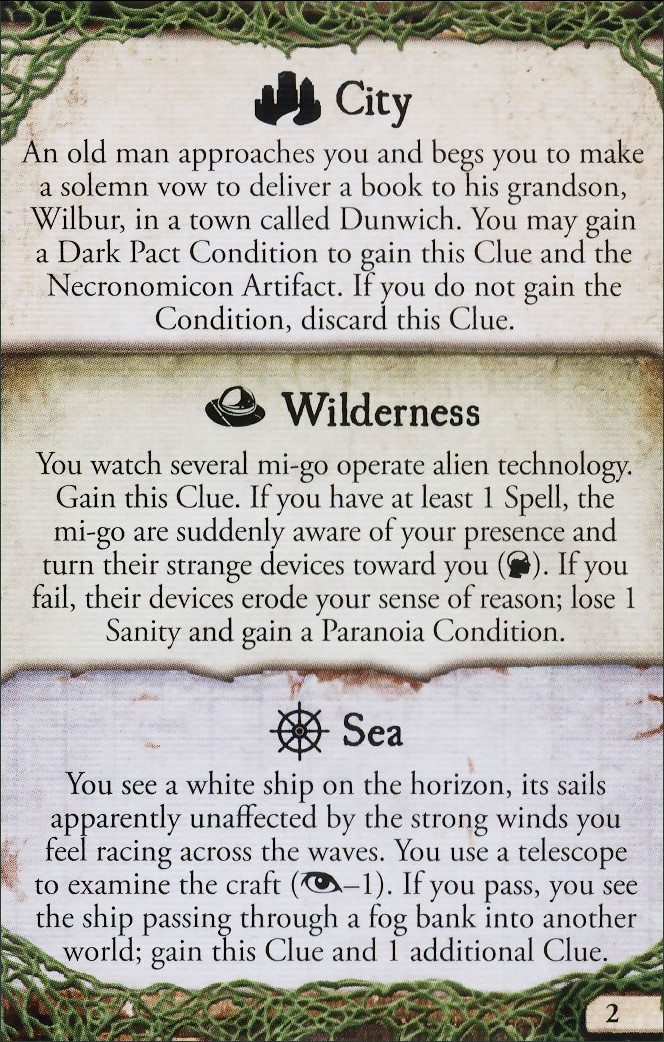 City
An old man approaches you and begs you to make
a solemn vow to deliver a book to his grandson,
Wilbur, in a town called Dunwich. You may gain
a Dark Pact Condition to gain this Clue and the
Necronomicon Artifact. If you do not gain the
Condition, discard this Clue.
Wilderness
You watch several mi-go operate alien technology.
Gain this Clue. If you have at least 1 Spell, the
mi-go are suddenly aware of your presence and
turn their strange devices toward you (). If you
fail, their devices erode your sense of reason; lose 1
Sanity and gain a Paranoia Condition.
Sea
You see a white ship on the horizon, its sails
apparently unaffected by the strong winds you
feel racing across the waves. You use a telescope
to examine the craft (–1). If you pass, you see
the ship passing through a fog bank into another
world; gain this Clue and 1 additional Clue.
2